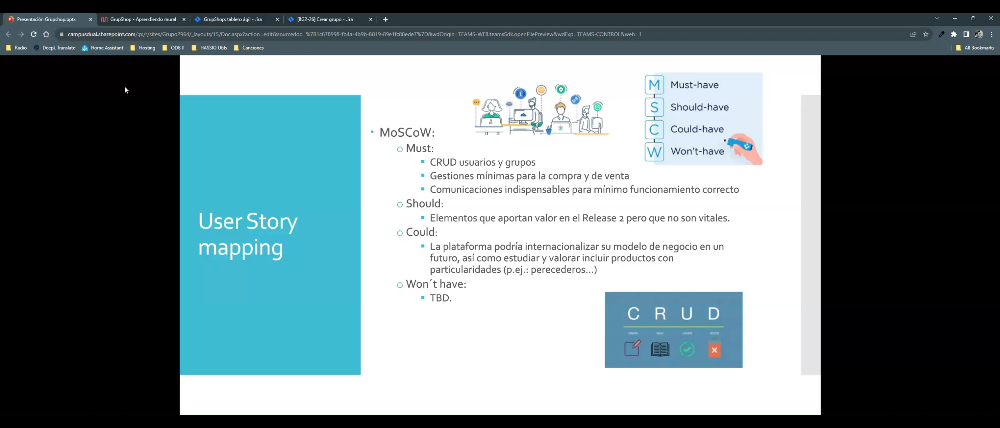 Presentación Grupshop.pptx
GrupShop • Aprendiendo mural
GrupShop: tablero ágil - Jira
[BG2-26] Crear grupo - Jira
campusdual.sharepoint.com/:p:/r/sites/Grupo2964/_layouts/15/Doc.aspx?action=edit&sourcedoc=%7B1c678998-fb4a-4b9b-8819-89e1fc88ede7%7D&wdOrigin=TEAMS-WEB.teamsSdk.openFilePreview&wdExp=TEAMS-CONTROL&web=1
Radio
DeepL Translate
Home Assistant
Hosting
ODB II
HASSIO Utils
Canciones
All Bookmarks
User Story
mapping
M Must-have
S Should-have
C Could-have
W Won't-have
• MoSCoW:
Must:
CRUD usuarios y grupos
Gestiones mínimas para la compra y de venta
Comunicaciones indispensables para mínimo funcionamiento correcto
Should:
Elementos que aportan valor en el Release 2 pero que no son vitales.
Could:
La plataforma podría internacionalizar su modelo de negocio en un
futuro, así como estudiar y valorar incluir productos con
particularidades (p.ej.: perecederos...)
Won´t have:
TBD.
C R U D
CREATE READ UPDATE DELETE